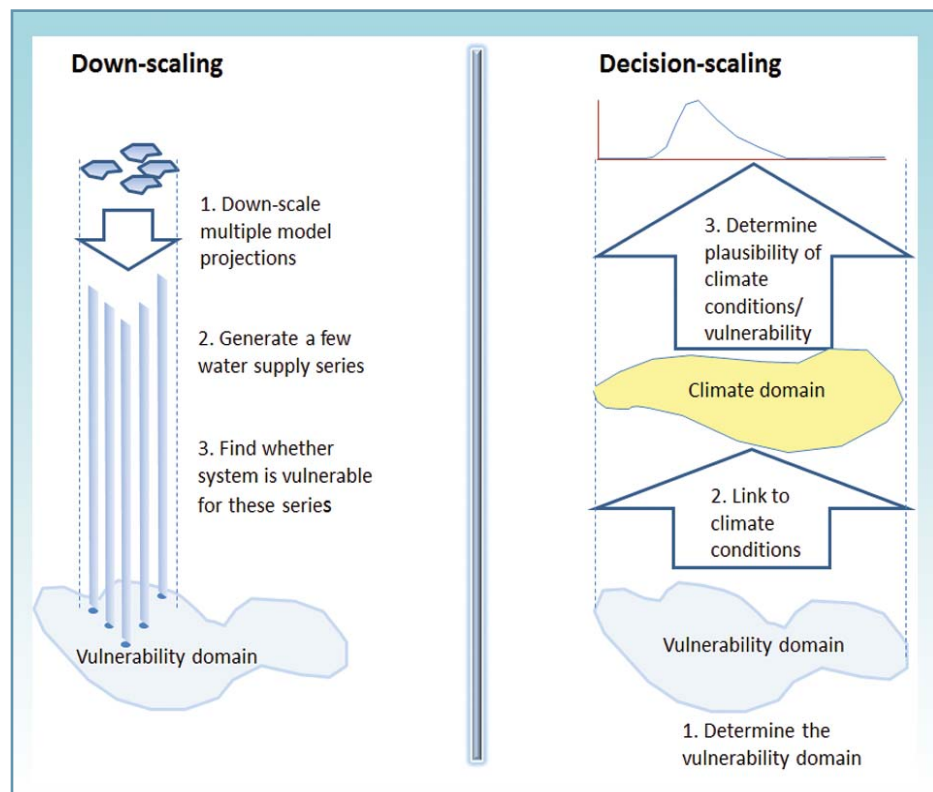 Down-scaling
1. Down-scale
multiple model
projections
2. Generate a few
water supply series
3. Find whether
system is vulnerable
for these series
Vulnerability domain
Decision-scaling
3. Determine
plausibility of
climate
conditions/
vulnerability
Climate domain
2. Link to
climate
conditions
Vulnerability domain
1. Determine the
vulnerability domain